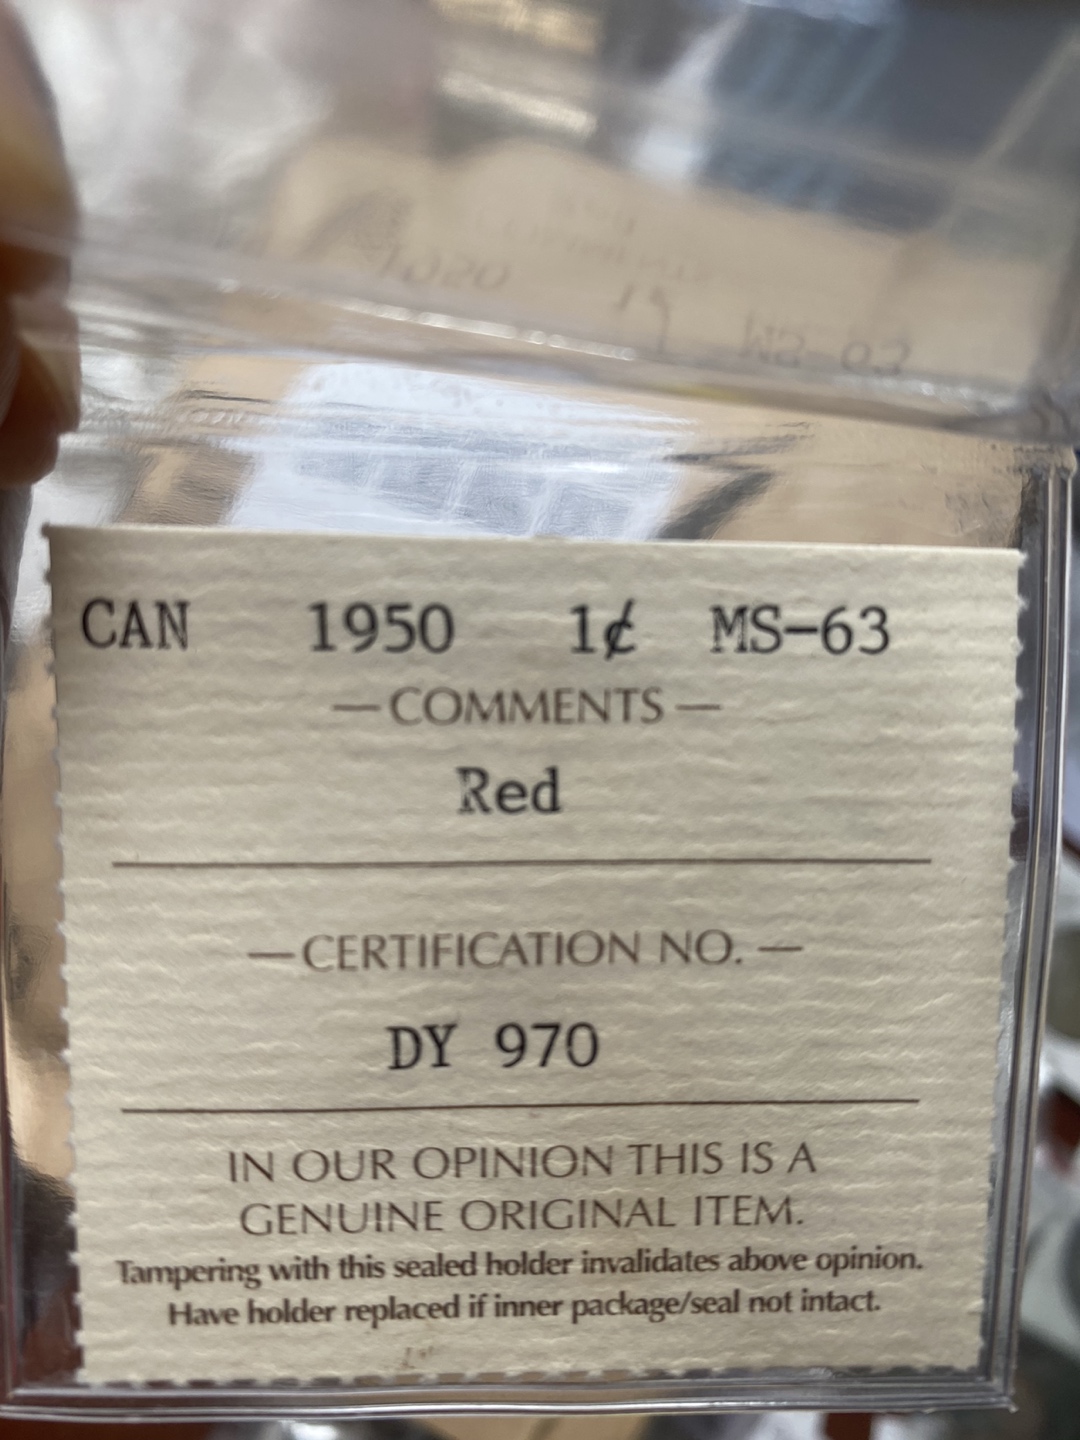 CAN 1950 1¢ MS-63
— COMMENTS —
Red
— CERTIFICATION NO. —
DY 970
IN OUR OPINION THIS IS A
GENUINE ORIGINAL ITEM.
Tampering with this sealed holder invalidates above opinion.
Have holder replaced if inner package/seal not intact.